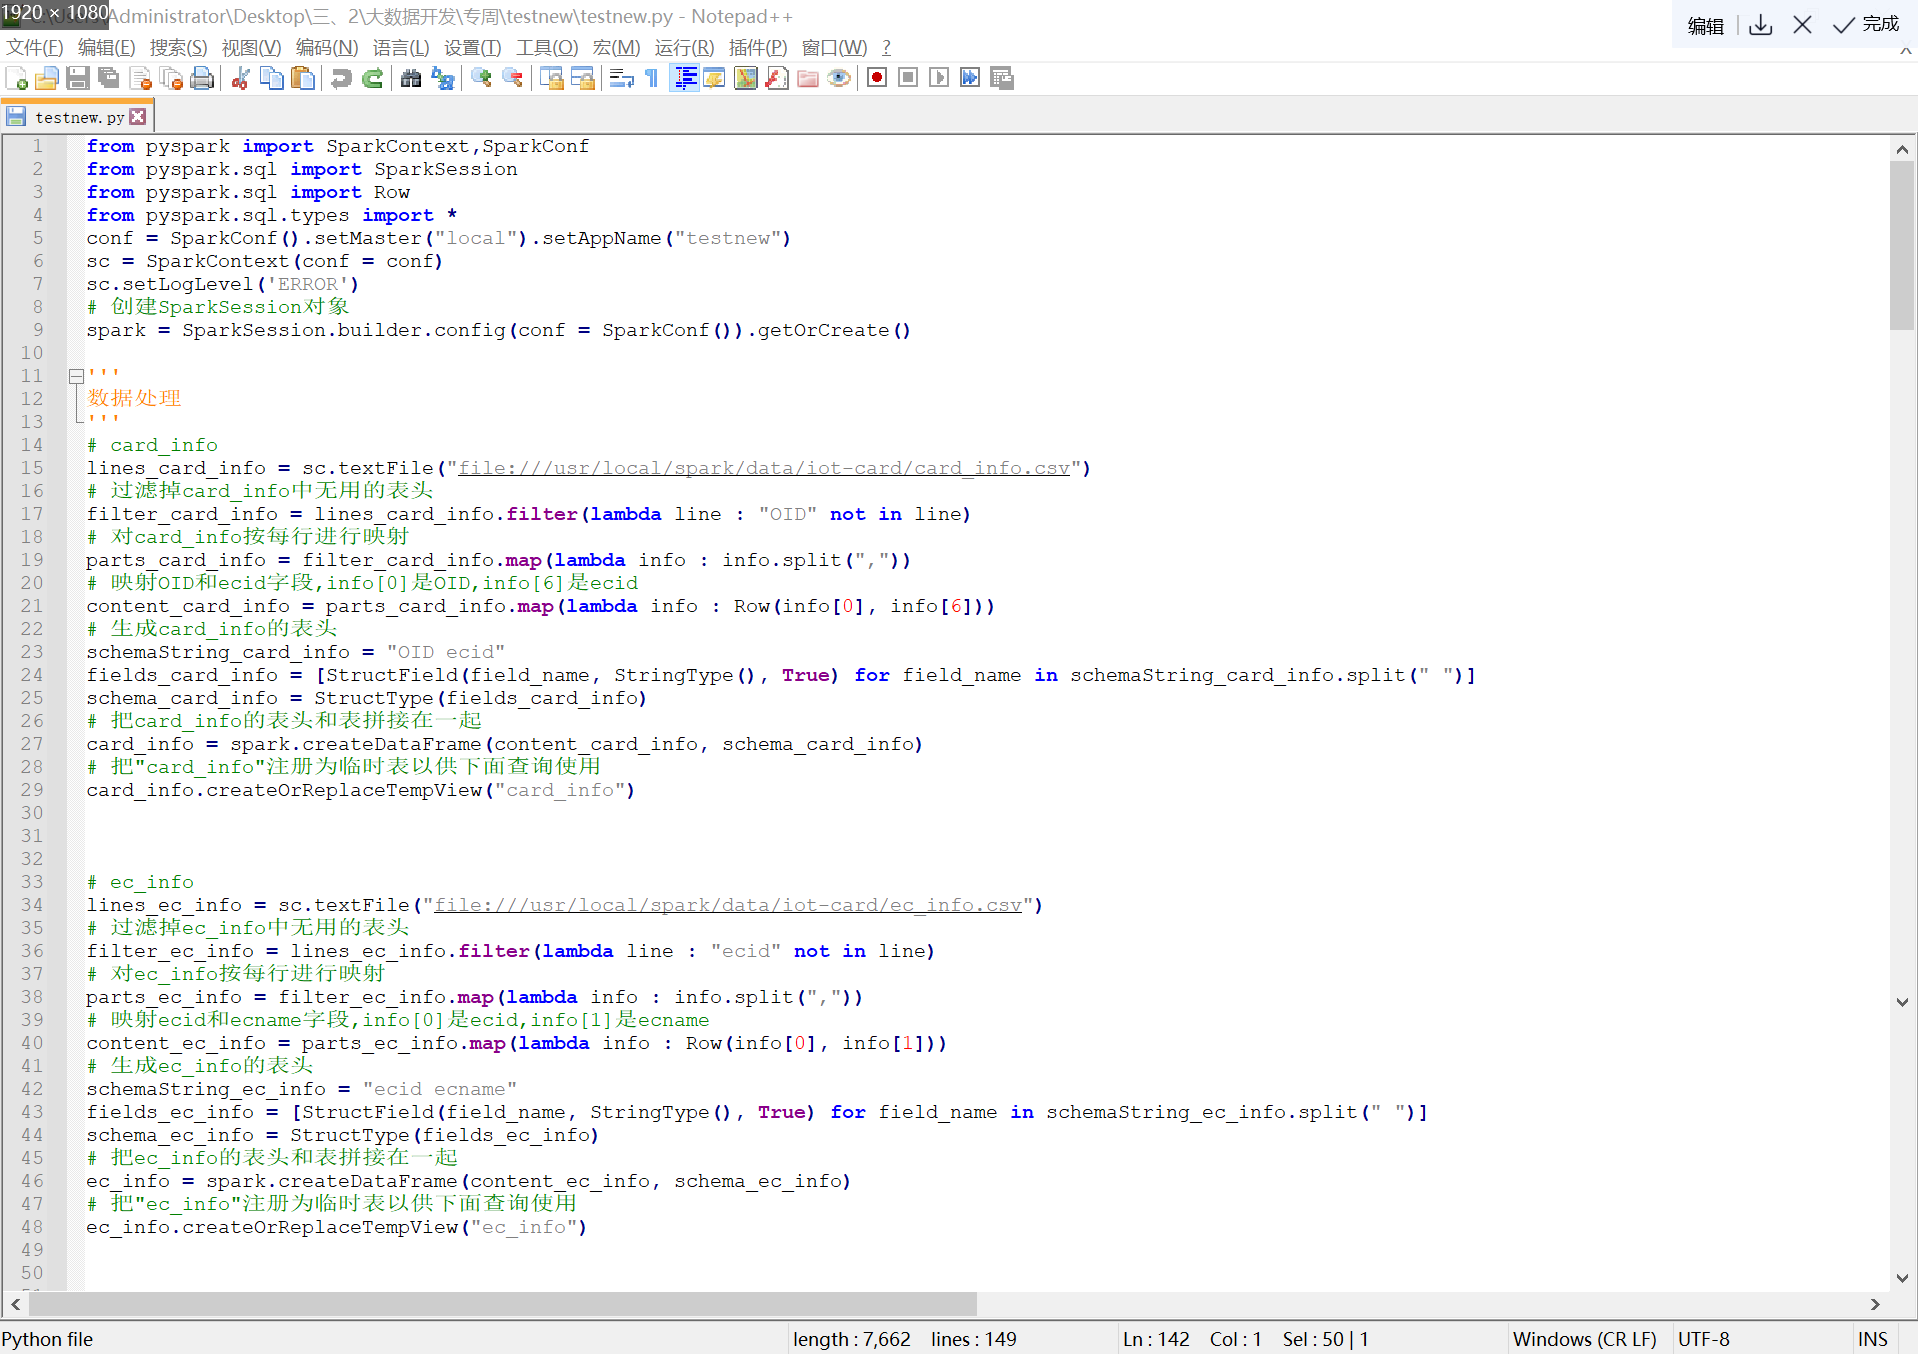 1920 × 1080
C:\Users\Administrator\Desktop\三、2\大数据开发\专周\testnew\testnew.py - Notepad++
编辑 完成
文件(F) 编辑(E) 搜索(S) 视图(V) 编码(N) 语言(L) 设置(T) 工具(O) 宏(M) 运行(R) 插件(P) 窗口(W) ?
testnew.py
1 from pyspark import SparkContext,SparkConf
2 from pyspark.sql import SparkSession
3 from pyspark.sql import Row
4 from pyspark.sql.types import *
5 conf = SparkConf().setMaster("local").setAppName("testnew")
6 sc = SparkContext(conf = conf)
7 sc.setLogLevel('ERROR')
8 # 创建SparkSession对象
9 spark = SparkSession.builder.config(conf = SparkConf()).getOrCreate()
10
11 '''
12 数据处理
13 '''
14 # card_info
15 lines_card_info = sc.textFile("file:///usr/local/spark/data/iot-card/card_info.csv")
16 # 过滤掉card_info中无用的表头
17 filter_card_info = lines_card_info.filter(lambda line : "OID" not in line)
18 # 对card_info按每行进行映射
19 parts_card_info = filter_card_info.map(lambda info : info.split(","))
20 # 映射OID和ecid字段,info[0]是OID,info[6]是ecid
21 content_card_info = parts_card_info.map(lambda info : Row(info[0], info[6]))
22 # 生成card_info的表头
23 schemaString_card_info = "OID ecid"
24 fields_card_info = [StructField(field_name, StringType(), True) for field_name in schemaString_card_info.split(" ")]
25 schema_card_info = StructType(fields_card_info)
26 # 把card_info的表头和表拼接在一起
27 card_info = spark.createDataFrame(content_card_info, schema_card_info)
28 # 把"card_info"注册为临时表以供下面查询使用
29 card_info.createOrReplaceTempView("card_info")
30
31
32
33 # ec_info
34 lines_ec_info = sc.textFile("file:///usr/local/spark/data/iot-card/ec_info.csv")
35 # 过滤掉ec_info中无用的表头
36 filter_ec_info = lines_ec_info.filter(lambda line : "ecid" not in line)
37 # 对ec_info按每行进行映射
38 parts_ec_info = filter_ec_info.map(lambda info : info.split(","))
39 # 映射ecid和ecname字段,info[0]是ecid,info[1]是ecname
40 content_ec_info = parts_ec_info.map(lambda info : Row(info[0], info[1]))
41 # 生成ec_info的表头
42 schemaString_ec_info = "ecid ecname"
43 fields_ec_info = [StructField(field_name, StringType(), True) for field_name in schemaString_ec_info.split(" ")]
44 schema_ec_info = StructType(fields_ec_info)
45 # 把ec_info的表头和表拼接在一起
46 ec_info = spark.createDataFrame(content_ec_info, schema_ec_info)
47 # 把"ec_info"注册为临时表以供下面查询使用
48 ec_info.createOrReplaceTempView("ec_info")
49
50
Python file length : 7,662 lines : 149 Ln : 142 Col : 1 Sel : 50 | 1 Windows (CR LF) UTF-8 INS